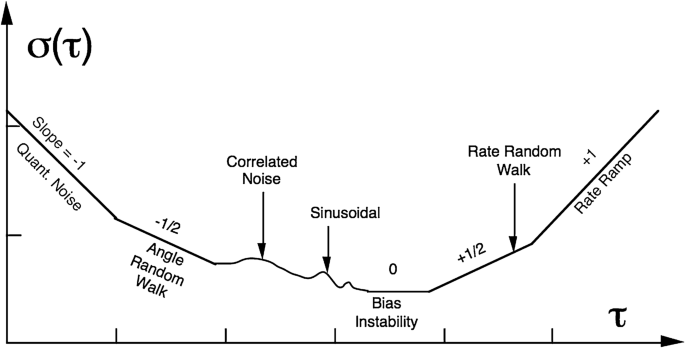 σ(τ)
Slope = -1
Quant. Noise
-1/2
Angle
Random
Walk
Correlated
Noise
Sinusoidal
0
Bias
Instability
+1/2
Rate Random
Walk
+1
Rate Ramp
τ